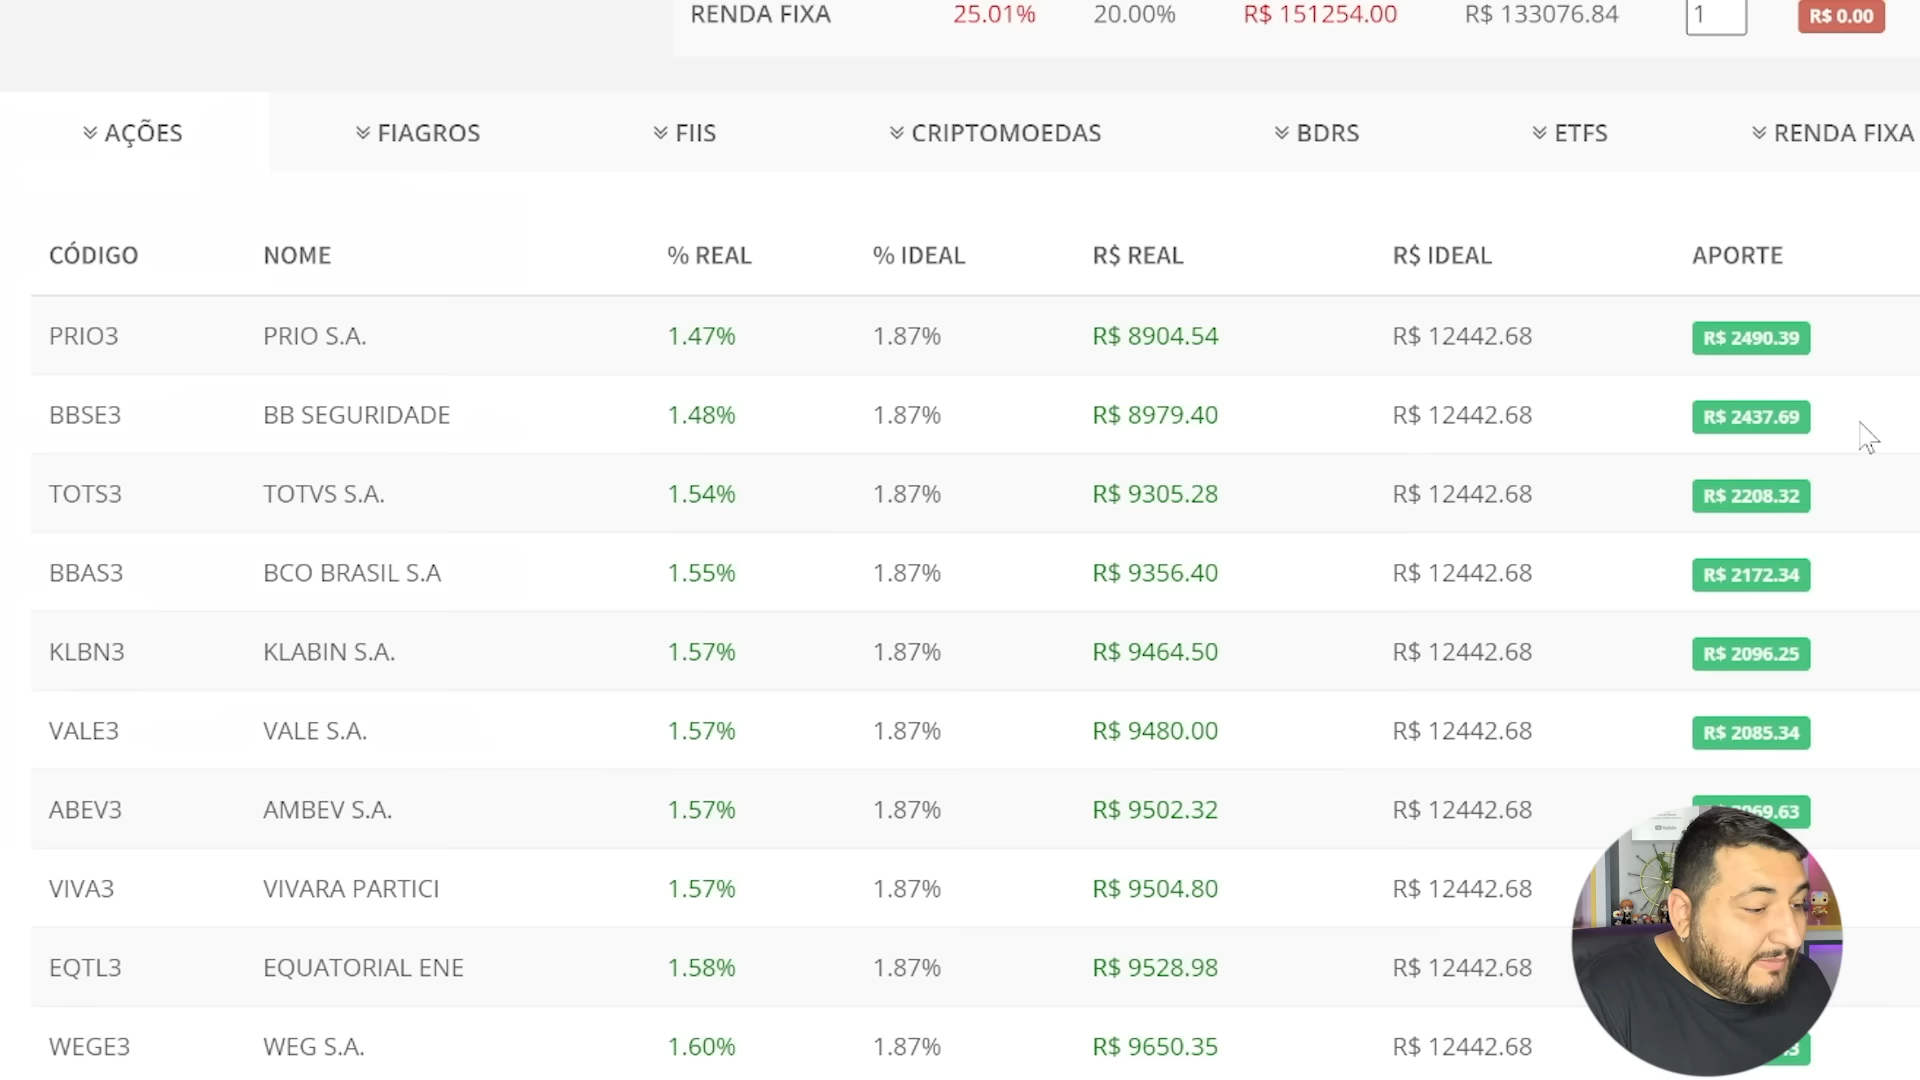 RENDA FIXA 25.01% 20.00% R$ 151254.00 R$ 133076.84 1 R$ 0.00
AÇÕES FIAGROS FIIS CRIPTOMOEDAS BDRS ETFS RENDA FIXA
CÓDIGO NOME % REAL % IDEAL R$ REAL R$ IDEAL APORTE
PRIO3 PRIO S.A. 1.47% 1.87% R$ 8904.54 R$ 12442.68 R$ 2490.39
BBSE3 BB SEGURIDADE 1.48% 1.87% R$ 8979.40 R$ 12442.68 R$ 2437.69
TOTS3 TOTVS S.A. 1.54% 1.87% R$ 9305.28 R$ 12442.68 R$ 2208.32
BBAS3 BCO BRASIL S.A 1.55% 1.87% R$ 9356.40 R$ 12442.68 R$ 2172.34
KLBN3 KLABIN S.A. 1.57% 1.87% R$ 9464.50 R$ 12442.68 R$ 2096.25
VALE3 VALE S.A. 1.57% 1.87% R$ 9480.00 R$ 12442.68 R$ 2085.34
ABEV3 AMBEV S.A. 1.57% 1.87% R$ 9502.32 R$ 12442.68
VIVA3 VIVARA PARTICI 1.57% 1.87% R$ 9504.80 R$ 12442.68
EQTL3 EQUATORIAL ENE 1.58% 1.87% R$ 9528.98 R$ 12442.68
WEGE3 WEG S.A. 1.60% 1.87% R$ 9650.35 R$ 12442.68